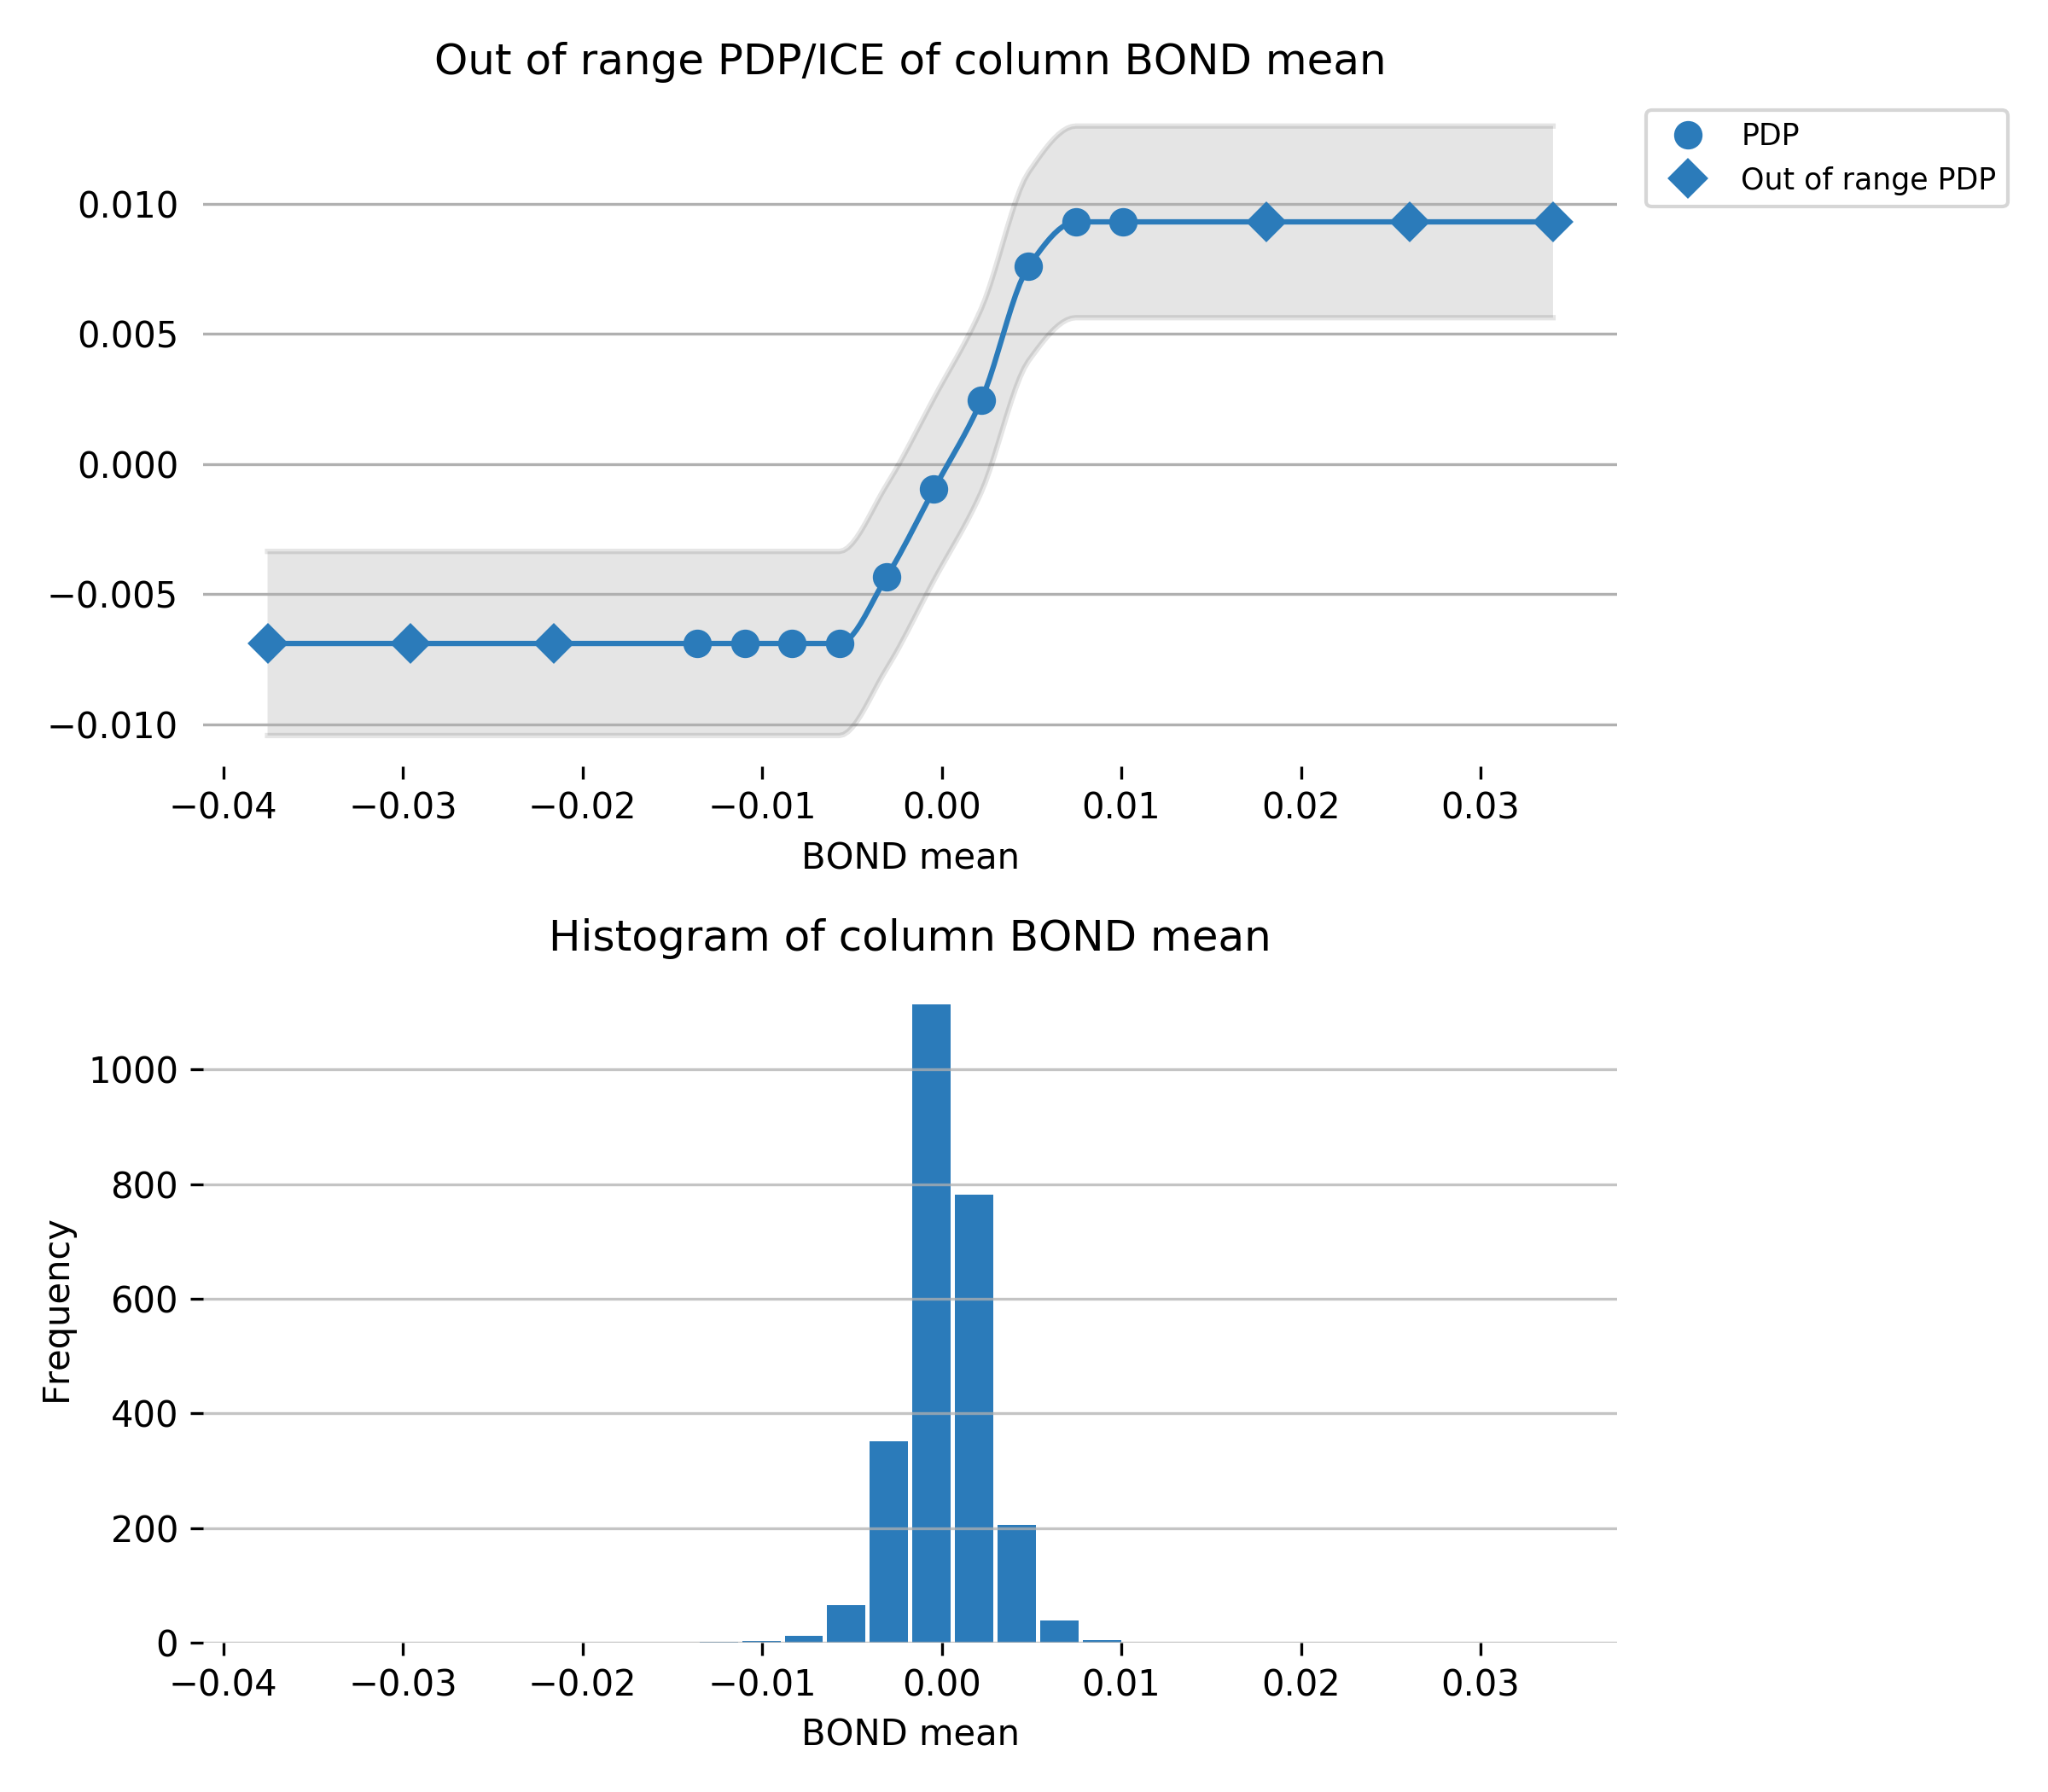 Out of range PDP/ICE of column BOND mean
PDP
Out of range PDP
0.010
0.005
0.000
−0.005
−0.010
−0.04 −0.03 −0.02 −0.01 0.00 0.01 0.02 0.03
BOND mean
Histogram of column BOND mean
Frequency
1000
800
600
400
200
0
−0.04 −0.03 −0.02 −0.01 0.00 0.01 0.02 0.03
BOND mean